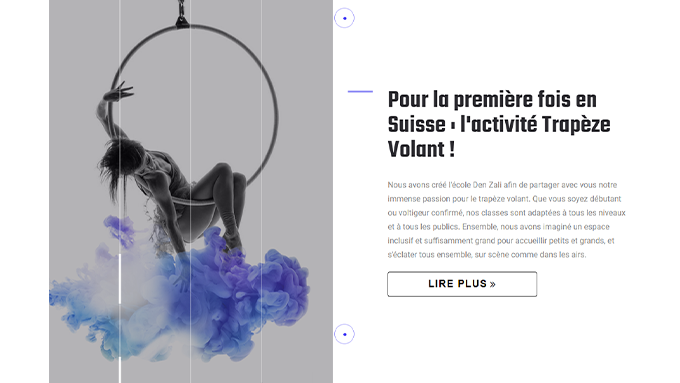 Pour la première fois en
Suisse : l'activité Trapèze
Volant !
Nous avons créé l'école Den Zali afin de partager avec vous notre
immense passion pour le trapèze volant. Que vous soyez débutant
ou voltigeur confirmé, nos classes sont adaptées à tous les niveaux
et à tous les publics. Ensemble, nous avons imaginé un espace
inclusif et suffisamment grand pour accueillir petits et grands, et
s'éclater tous ensemble, sur scène comme dans les airs.
LIRE PLUS »